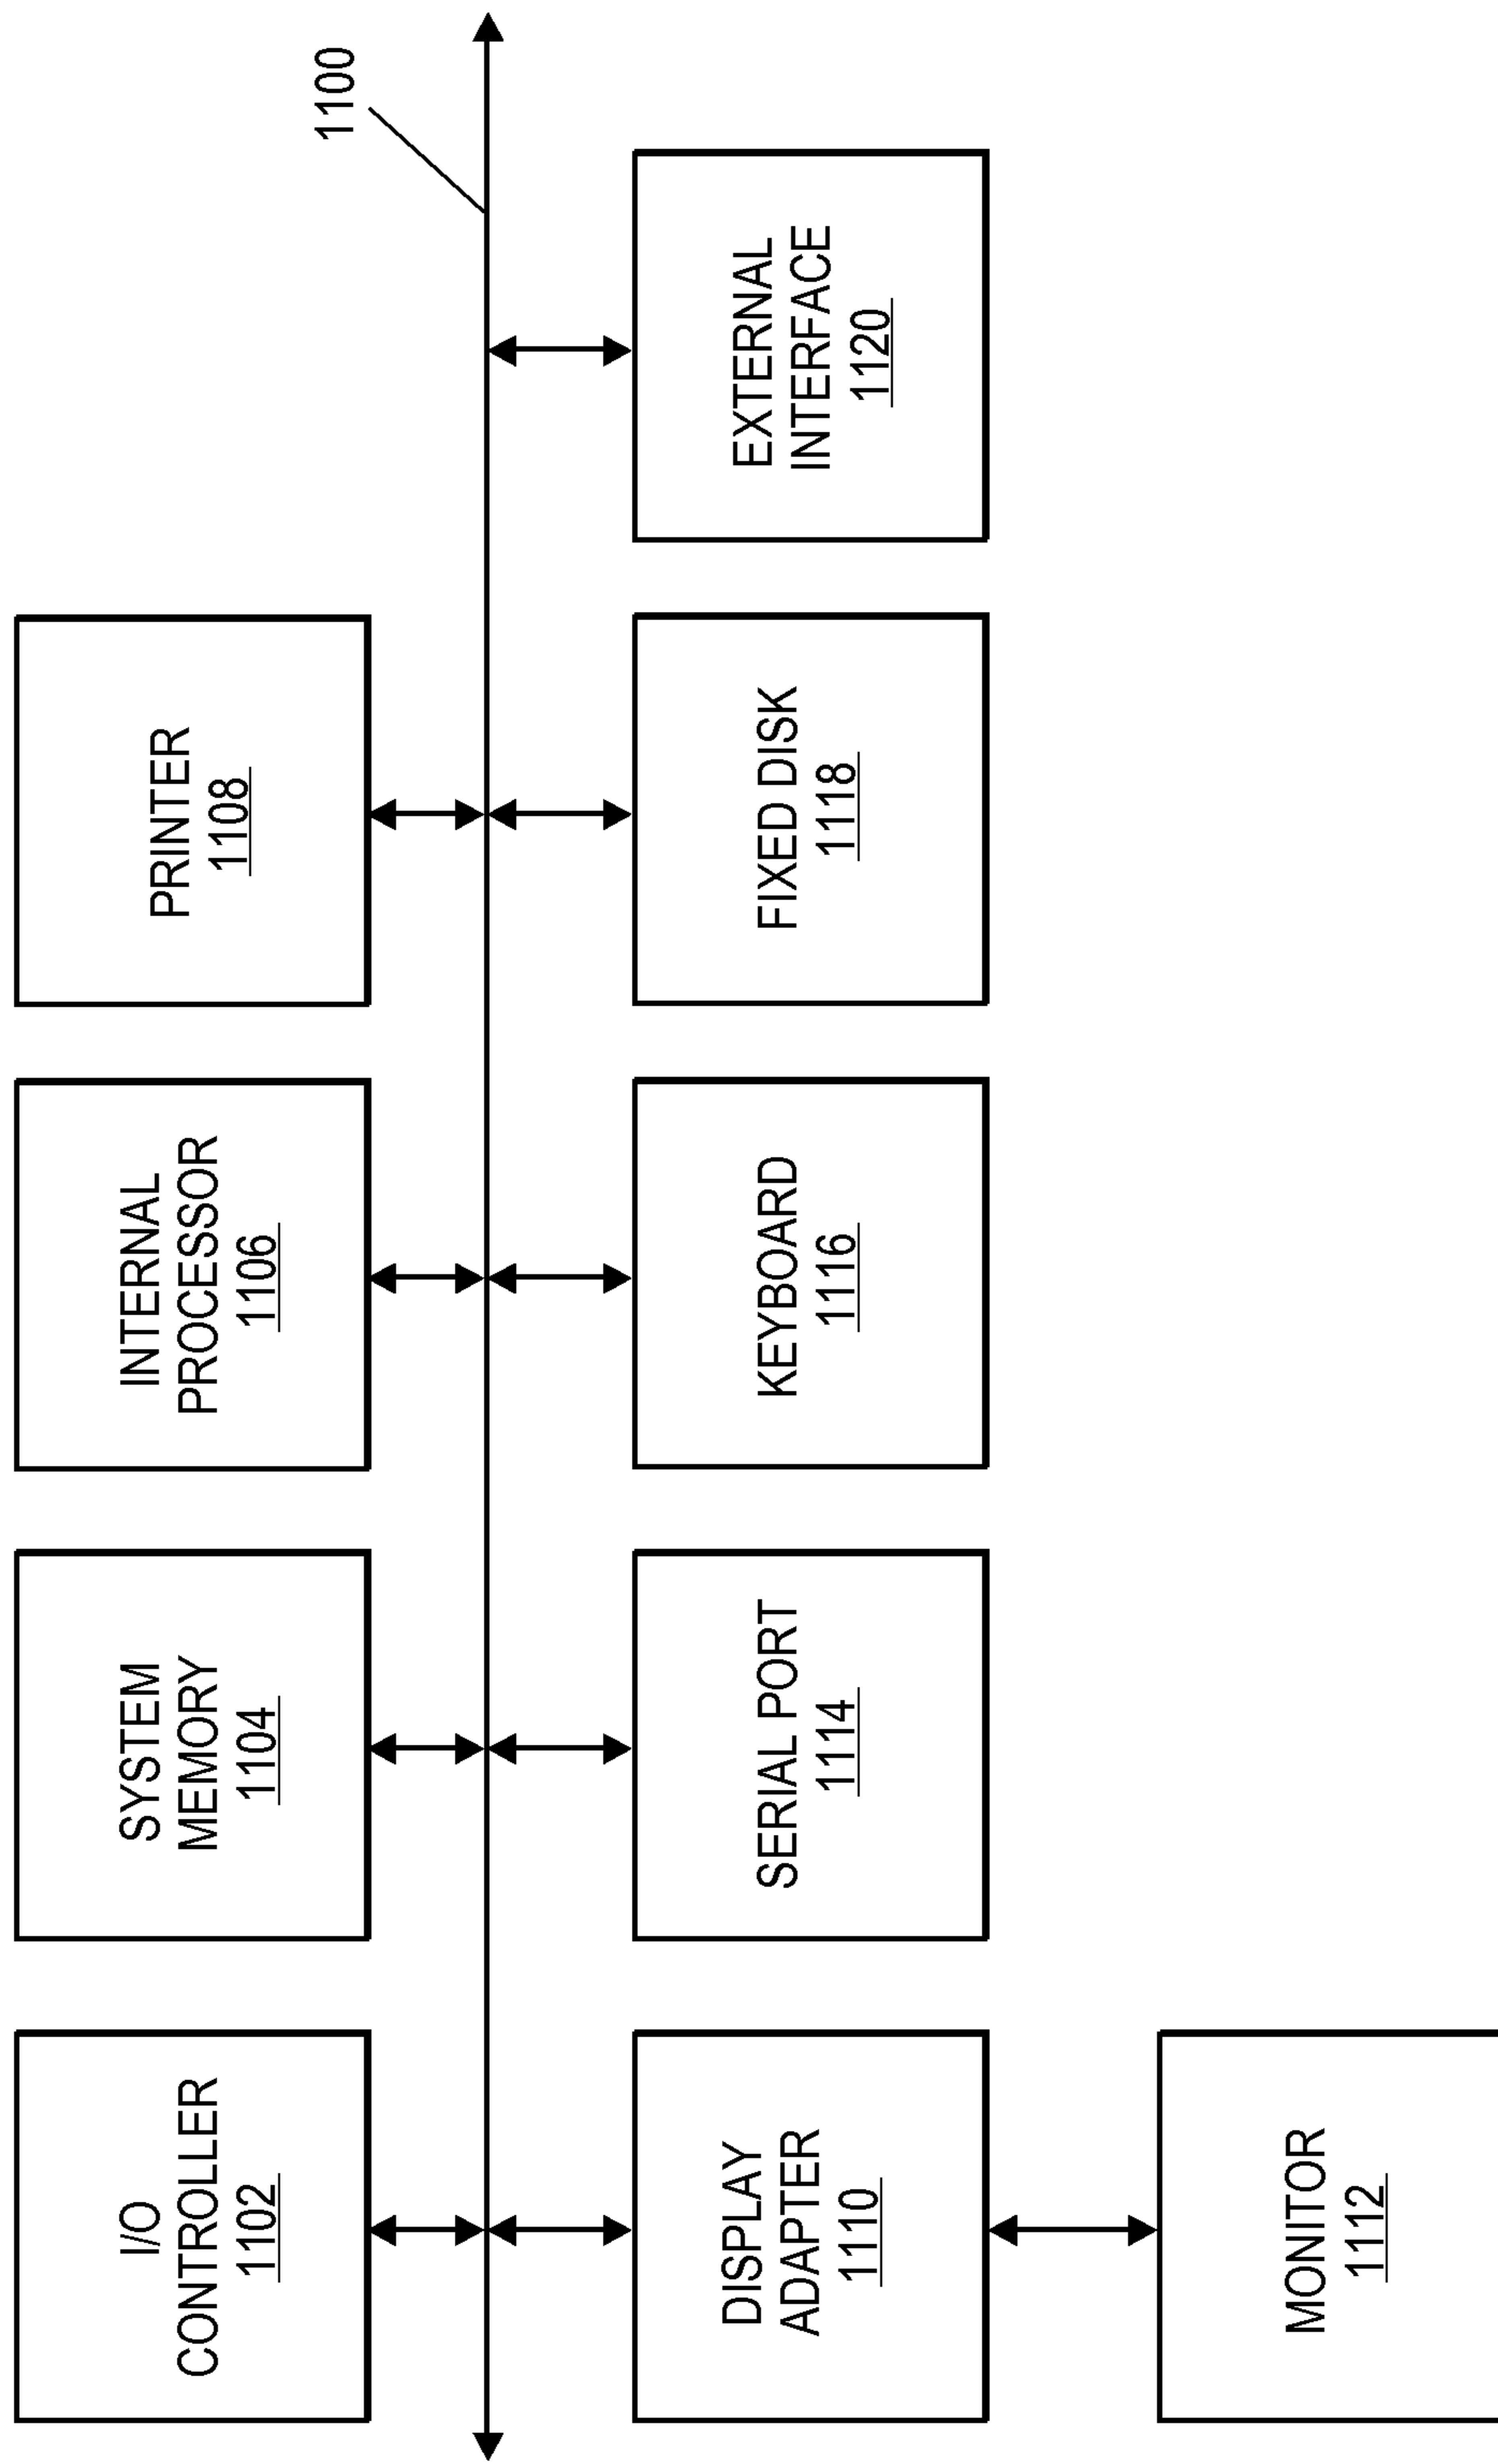 1100
I/O
CONTROLLER
1102
SYSTEM
MEMORY
1104
INTERNAL
PROCESSOR
1106
PRINTER
1108
DISPLAY
ADAPTER
1110
SERIAL PORT
1114
KEYBOARD
1116
FIXED DISK
1118
EXTERNAL
INTERFACE
1120
MONITOR
1112